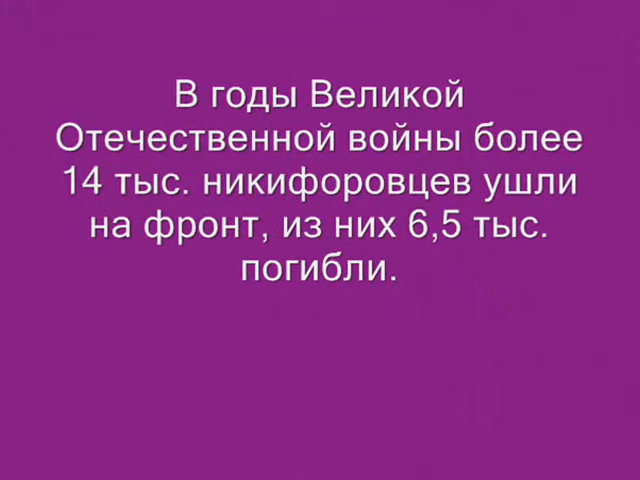 В годы Великой
Отечественной войны более
14 тыс. никифоровцев ушли
на фронт, из них 6,5 тыс.
погибли.